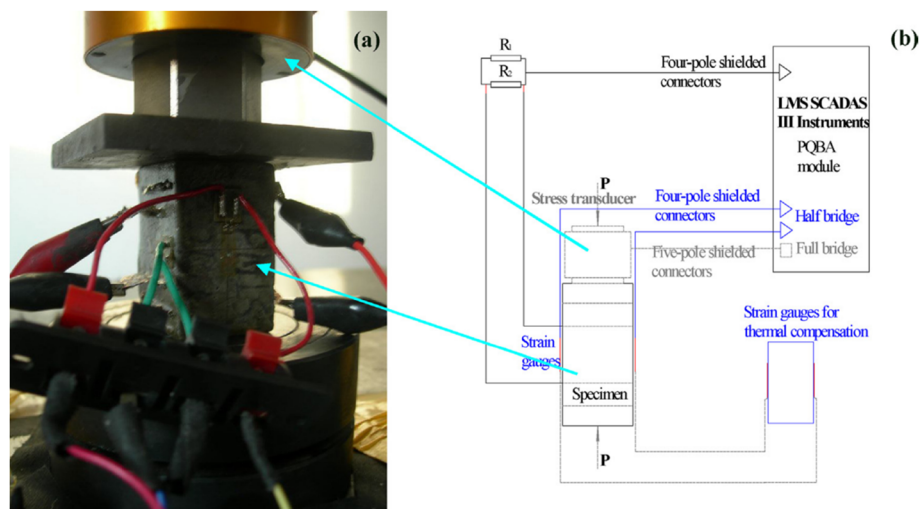 (a)
(b)
R1
R2
Four-pole shielded
connectors
LMS SCADAS
III Instruments
PQBA
module
P
Stress transducer
Four-pole shielded
connectors
Half bridge
Five-pole shielded
connectors
Full bridge
Strain
gauges
Strain gauges for
thermal compensation
Specimen
P